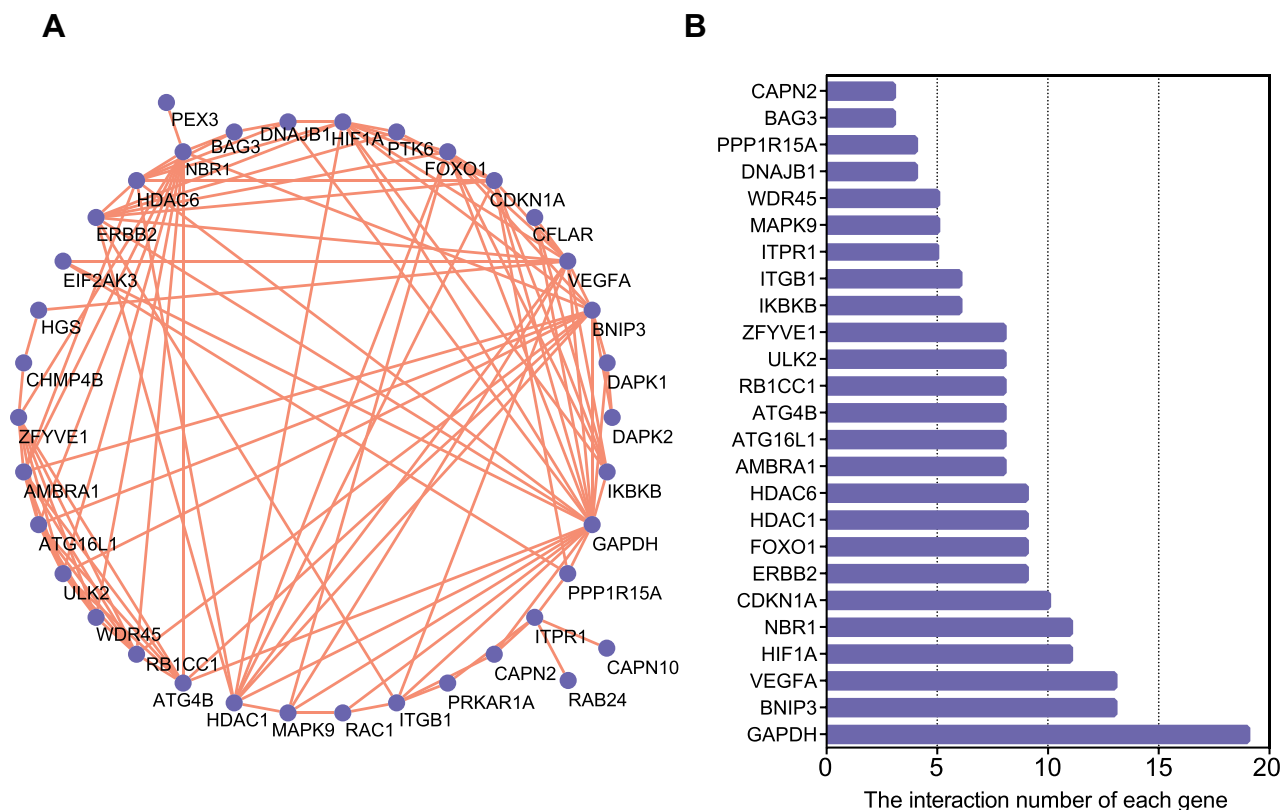 A
B
PEX3
BAG3
DNAJB1
HIF1A
PTK6
NBR1
FOXO1
HDAC6
CDKN1A
ERBB2
CFLAR
EIF2AK3
VEGFA
HGS
BNIP3
CHMP4B
DAPK1
ZFYVE1
DAPK2
AMBRA1
IKBKB
ATG16L1
GAPDH
ULK2
PPP1R15A
WDR45
ITPR1
RB1CC1
CAPN2
CAPN10
ATG4B
PRKAR1A
RAB24
HDAC1
MAPK9
RAC1
ITGB1
CAPN2
BAG3
PPP1R15A
DNAJB1
WDR45
MAPK9
ITPR1
ITGB1
IKBKB
ZFYVE1
ULK2
RB1CC1
ATG4B
ATG16L1
AMBRA1
HDAC6
HDAC1
FOXO1
ERBB2
CDKN1A
NBR1
HIF1A
VEGFA
BNIP3
GAPDH
0 5 10 15 20
The interaction number of each gene